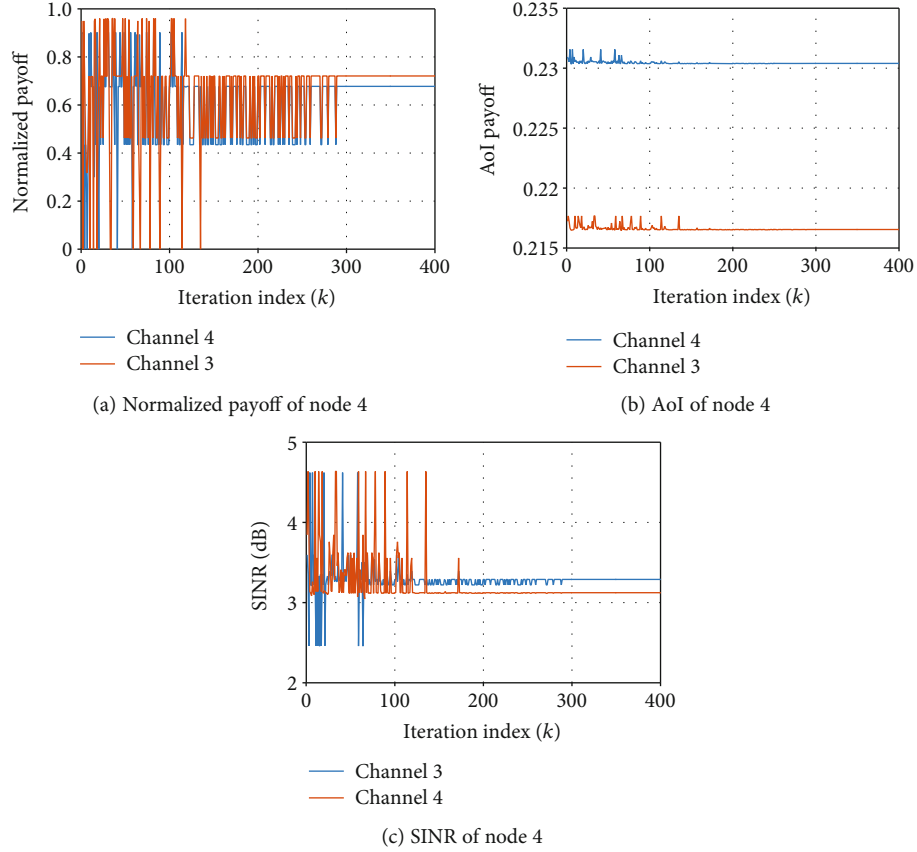 Normalized payoff
1.0
0.8
0.6
0.4
0.2
0
0 100 200 300 400
Iteration index (k)
Channel 4
Channel 3
(a) Normalized payoff of node 4
AoI payoff
0.235
0.23
0.225
0.22
0.215
0 100 200 300 400
Iteration index (k)
Channel 4
Channel 3
(b) AoI of node 4
SINR (dB)
5
4
3
2
0 100 200 300 400
Iteration index (k)
Channel 3
Channel 4
(c) SINR of node 4